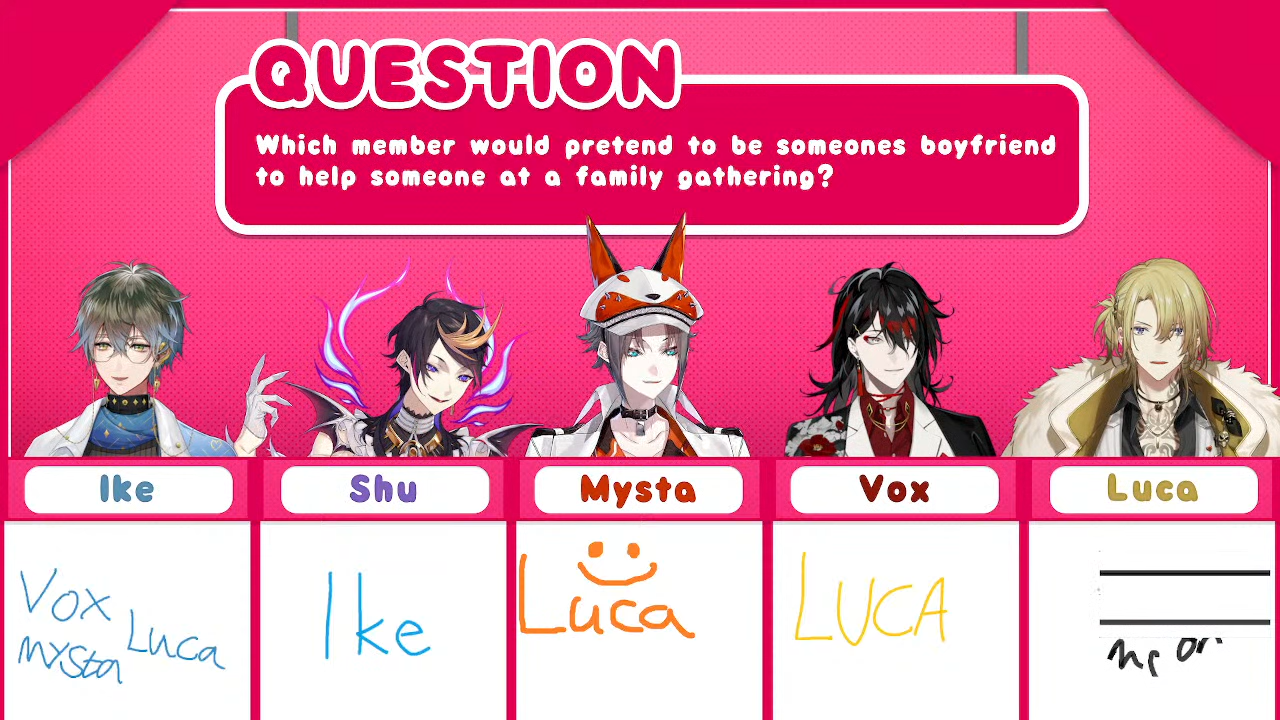 QUESTION
Which member would pretend to be someones boyfriend
to help someone at a family gathering?
Ike
Shu
Mysta
Vox
Luca
Vox
Luca
Mysta
Ike
Luca
LUCA